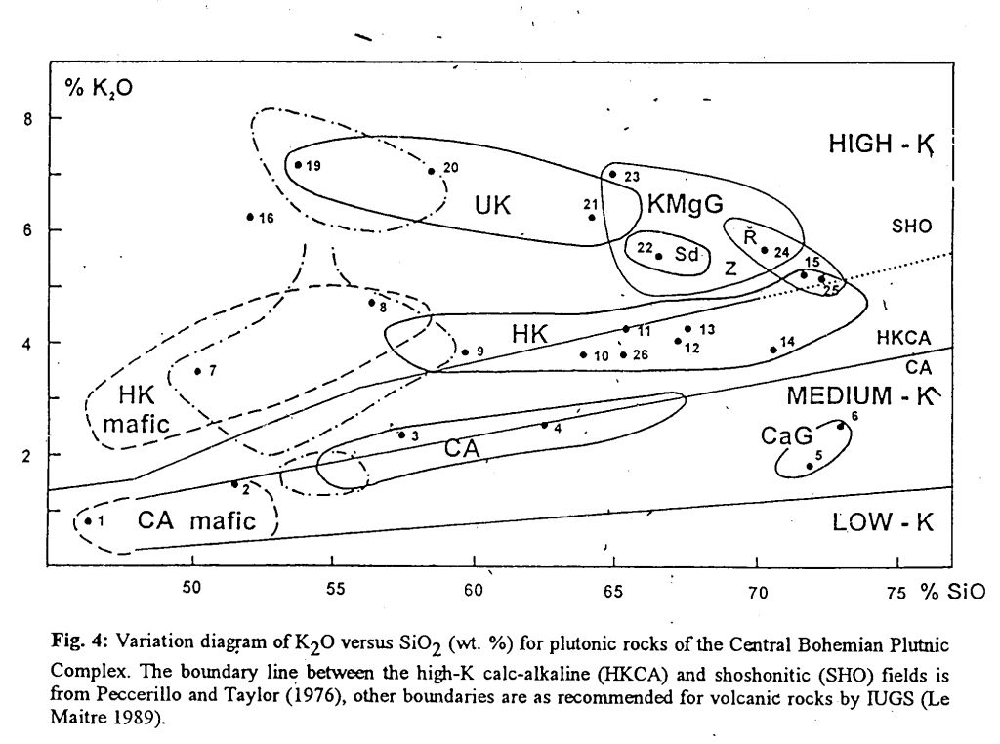 % K₂O
8
HIGH - K
19
20
23
21
KMgG
16
UK
6
SHO
Ř
22
Sd
24
Z
15
25
8
HK
11
13
4
9
10
26
12
14
HKCA
7
CA
HK
mafic
MEDIUM - K
3
4
6
CaG
CA
2
5
2
1
CA mafic
LOW - K
50
55
60
65
70
75
% SiO
Fig. 4: Variation diagram of K₂O versus SiO₂ (wt. %) for plutonic rocks of the Central Bohemian Plutnic
Complex. The boundary line between the high-K calc-alkaline (HKCA) and shoshonitic (SHO) fields is
from Peccerillo and Taylor (1976), other boundaries are as recommended for volcanic rocks by IUGS (Le
Maitre 1989).